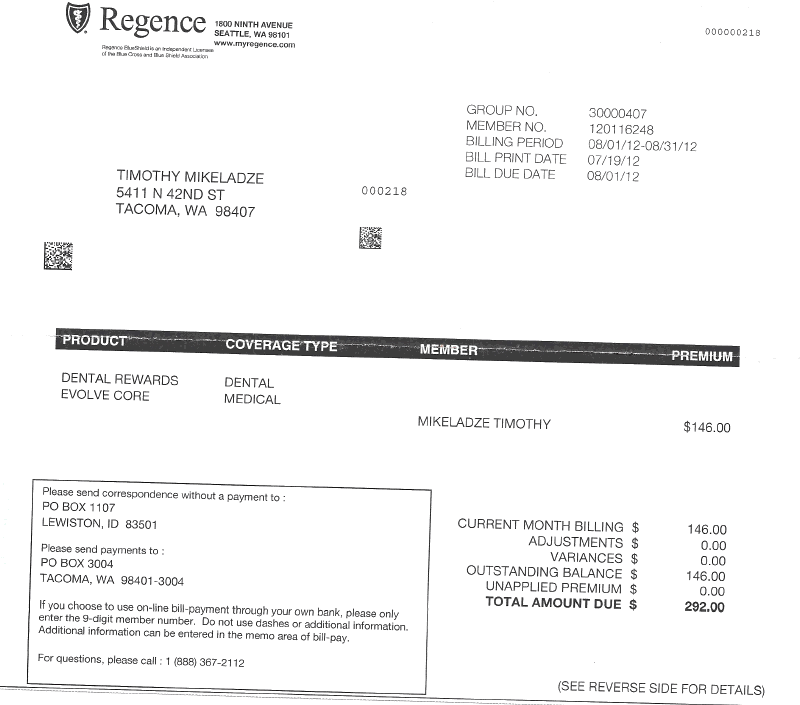 Regence
1800 NINTH AVENUE
SEATTLE, WA 98101
www.myregence.com
Regence BlueShield is an Independent Licensee
of the Blue Cross and Blue Shield Association
000000218
GROUP NO. 30000407
MEMBER NO. 120116248
BILLING PERIOD 08/01/12-08/31/12
BILL PRINT DATE 07/19/12
BILL DUE DATE 08/01/12
TIMOTHY MIKELADZE
5411 N 42ND ST
TACOMA, WA 98407
000218
PRODUCT COVERAGE TYPE MEMBER PREMIUM
DENTAL REWARDS DENTAL
EVOLVE CORE MEDICAL
MIKELADZE TIMOTHY $146.00
Please send correspondence without a payment to :
PO BOX 1107
LEWISTON, ID 83501
Please send payments to :
PO BOX 3004
TACOMA, WA 98401-3004
If you choose to use on-line bill-payment through your own bank, please only
enter the 9-digit member number. Do not use dashes or additional information.
Additional information can be entered in the memo area of bill-pay.
For questions, please call : 1 (888) 367-2112
CURRENT MONTH BILLING $ 146.00
ADJUSTMENTS $ 0.00
VARIANCES $ 0.00
OUTSTANDING BALANCE $ 146.00
UNAPPLIED PREMIUM $ 0.00
TOTAL AMOUNT DUE $ 292.00
(SEE REVERSE SIDE FOR DETAILS)